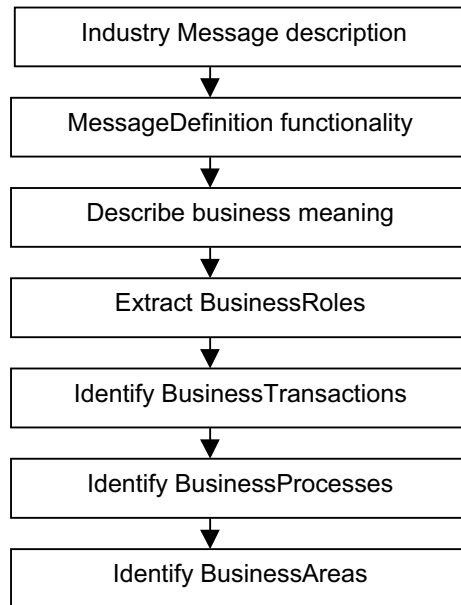 Industry Message description
MessageDefinition functionality
Describe business meaning
Extract BusinessRoles
Identify BusinessTransactions
Identify BusinessProcesses
Identify BusinessAreas